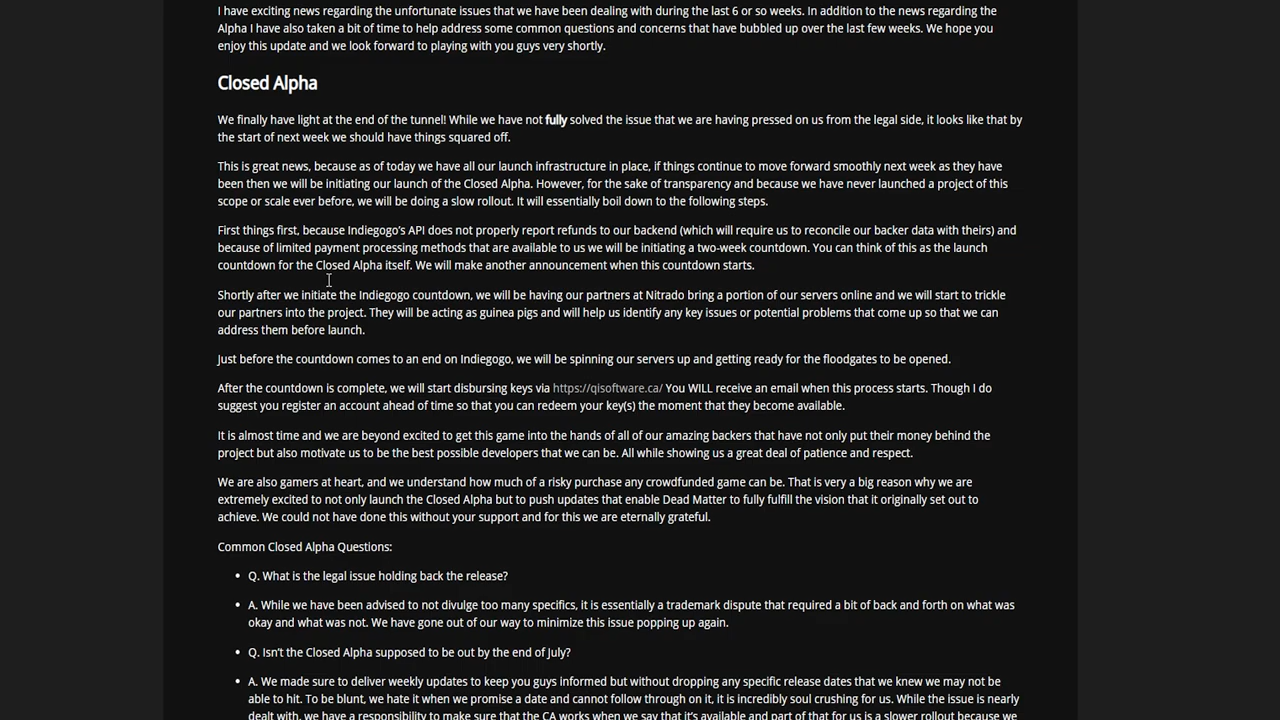 I have exciting news regarding the unfortunate issues that we have been dealing with during the last 6 or so weeks. In addition to the news regarding the
Alpha I have also taken a bit of time to help address some common questions and concerns that have bubbled up over the last few weeks. We hope you
enjoy this update and we look forward to playing with you guys very shortly.
Closed Alpha
We finally have light at the end of the tunnel! While we have not fully solved the issue that we are having pressed on us from the legal side, it looks like that by
the start of next week we should have things squared off.
This is great news, because as of today we have all our launch infrastructure in place, if things continue to move forward smoothly next week as they have
been then we will be initiating our launch of the Closed Alpha. However, for the sake of transparency and because we have never launched a project of this
scope or scale ever before, we will be doing a slow rollout. It will essentially boil down to the following steps.
First things first, because Indiegogo's API does not properly report refunds to our backend (which will require us to reconcile our backer data with theirs) and
because of limited payment processing methods that are available to us we will be initiating a two-week countdown. You can think of this as the launch
countdown for the Closed Alpha itself. We will make another announcement when this countdown starts.
Shortly after we initiate the Indiegogo countdown, we will be having our partners at Nitrado bring a portion of our servers online and we will start to trickle
our partners into the project. They will be acting as guinea pigs and will help us identify any key issues or potential problems that come up so that we can
address them before launch.
Just before the countdown comes to an end on Indiegogo, we will be spinning our servers up and getting ready for the floodgates to be opened.
After the countdown is complete, we will start disbursing keys via https://qisoftware.ca/ You WILL receive an email when this process starts. Though I do
suggest you register an account ahead of time so that you can redeem your key(s) the moment that they become available.
It is almost time and we are beyond excited to get this game into the hands of all of our amazing backers that have not only put their money behind the
project but also motivate us to be the best possible developers that we can be. All while showing us a great deal of patience and respect.
We are also gamers at heart, and we understand how much of a risky purchase any crowdfunded game can be. That is very a big reason why we are
extremely excited to not only launch the Closed Alpha but to push updates that enable Dead Matter to fully fulfill the vision that it originally set out to
achieve. We could not have done this without your support and for this we are eternally grateful.
Common Closed Alpha Questions:
• Q. What is the legal issue holding back the release?
• A. While we have been advised to not divulge too many specifics, it is essentially a trademark dispute that required a bit of back and forth on what was
okay and what was not. We have gone out of our way to minimize this issue popping up again.
• Q. Isn't the Closed Alpha supposed to be out by the end of July?
• A. We made sure to deliver weekly updates to keep you guys informed but without dropping any specific release dates that we knew we may not be
able to hit. To be blunt, we hate it when we promise a date and cannot follow through on it, it is incredibly soul crushing for us. While the issue is nearly
dealt with, we have a responsibility to make sure that the CA works when we say that it's available and part of that for us is a slower rollout because we